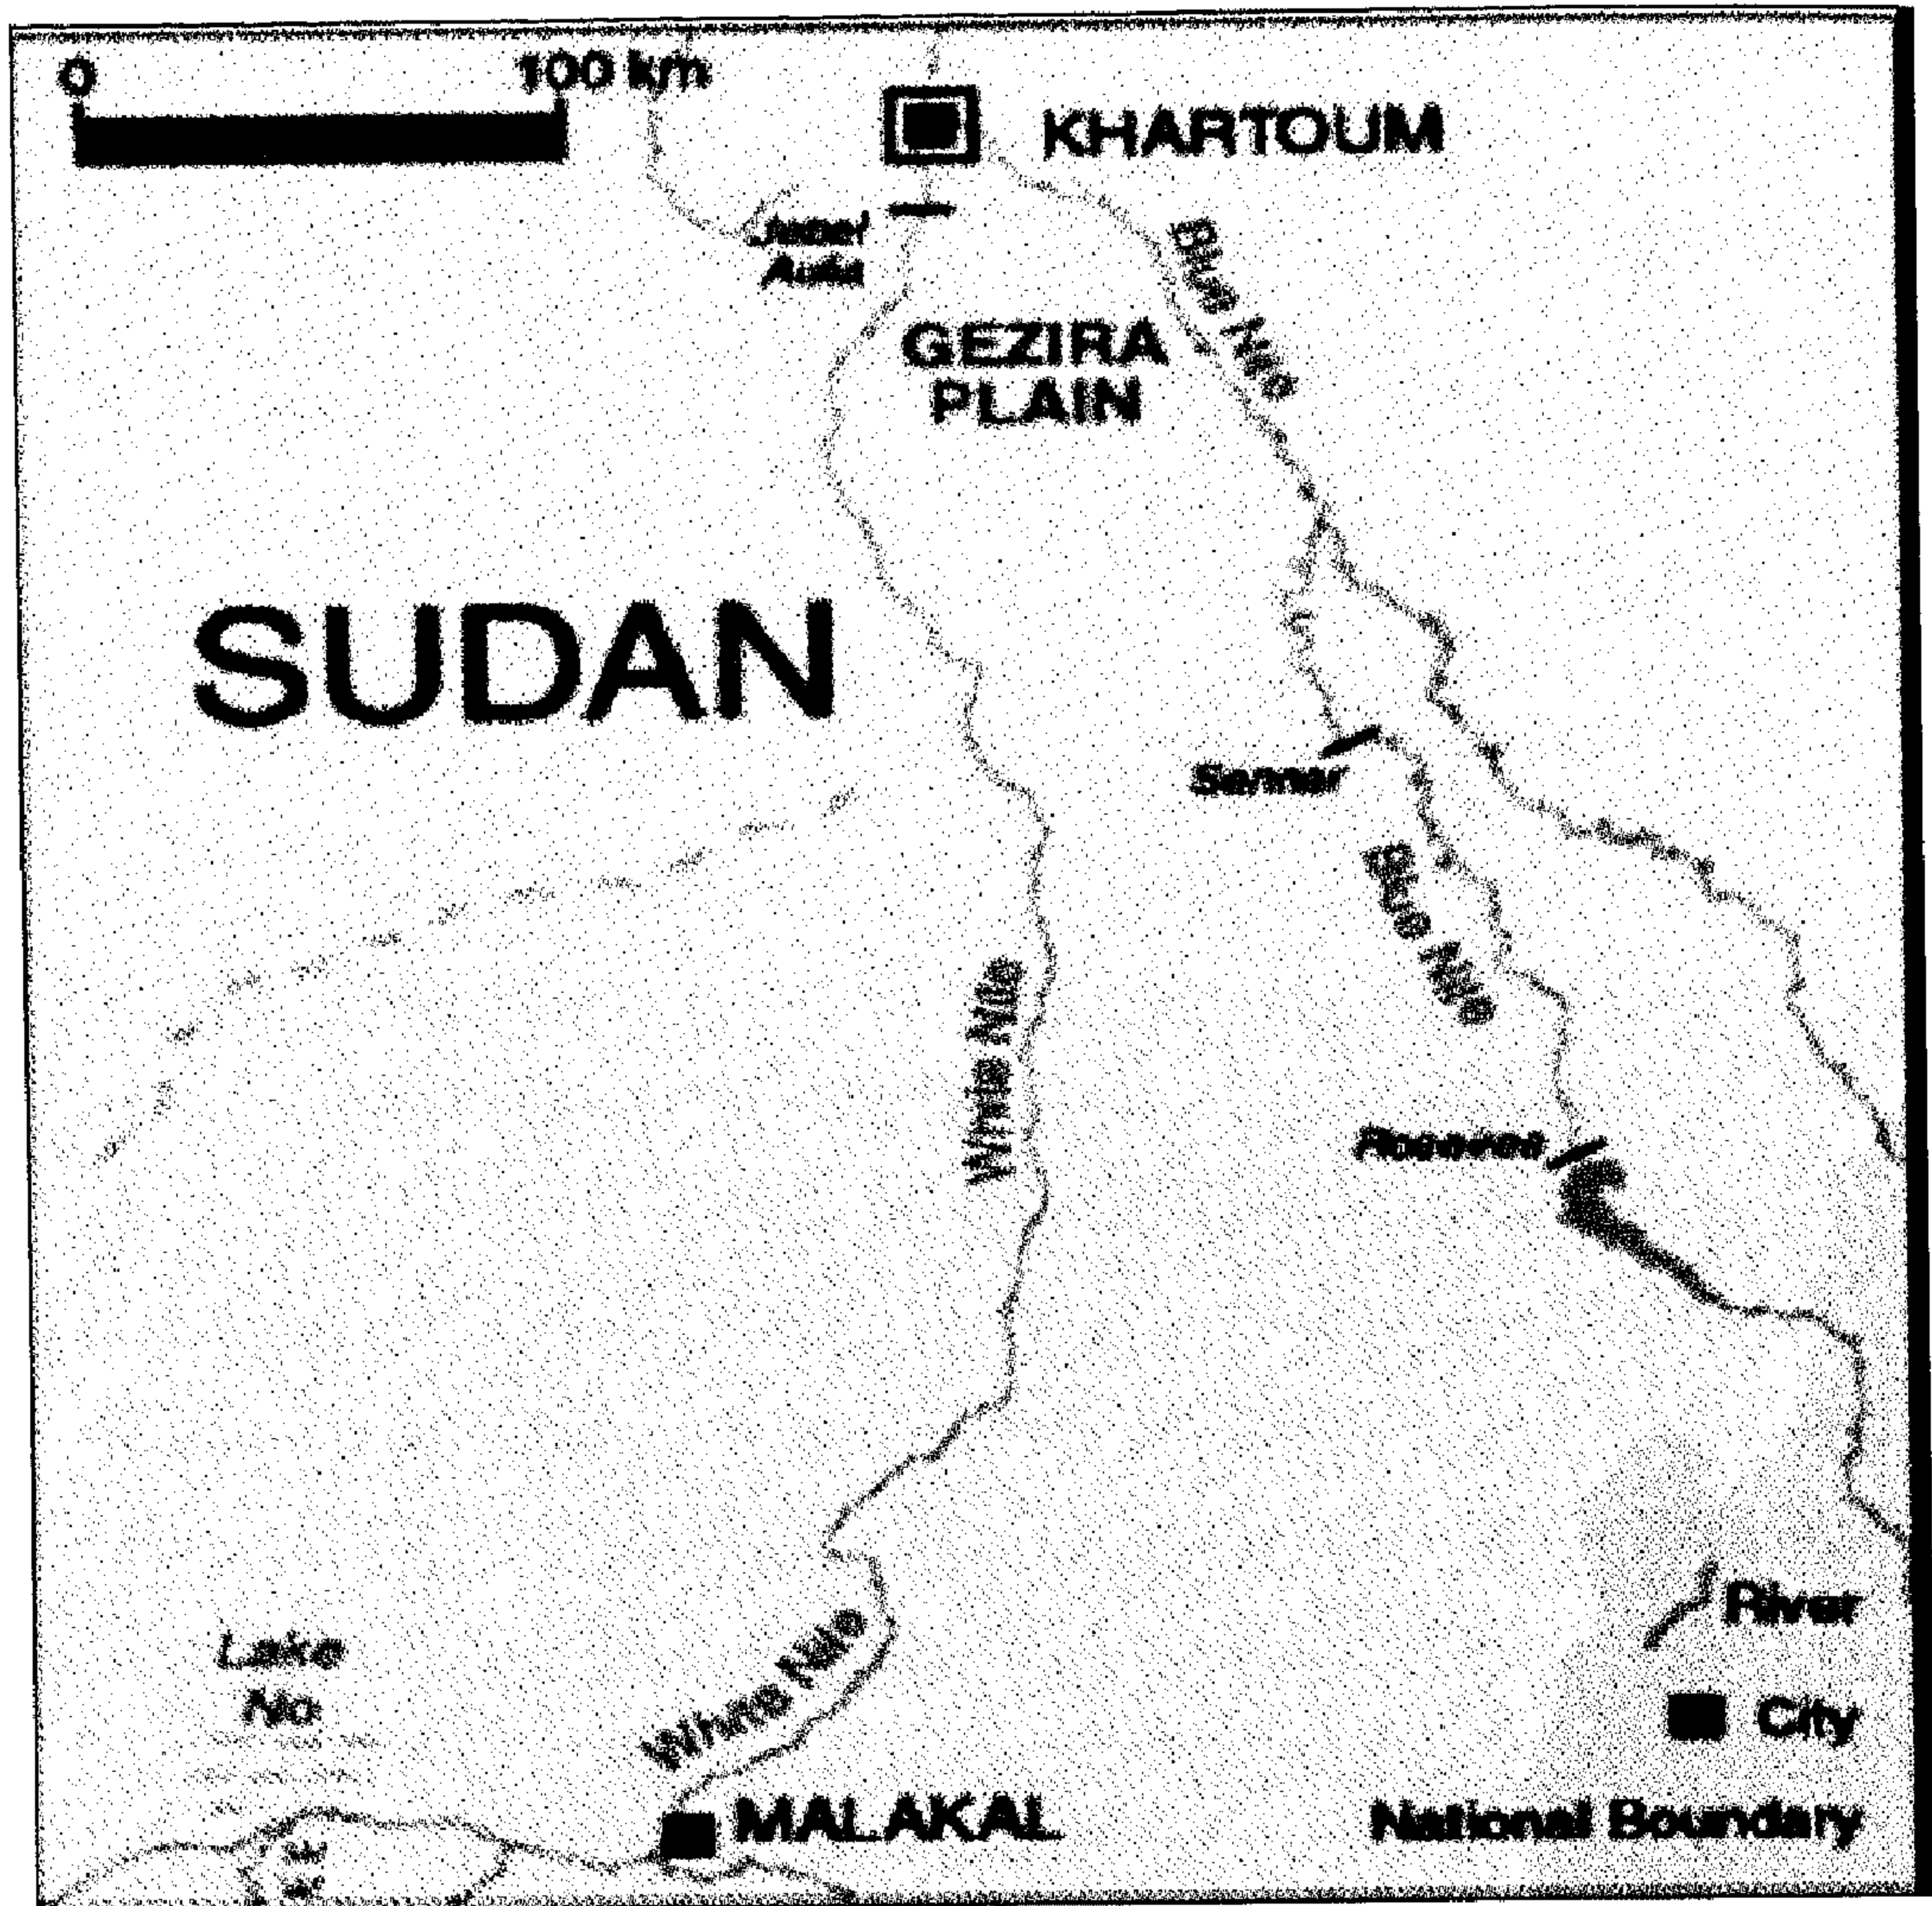 0 100 km
KHARTOUM
Jebel
Aulia
Blue Nile
GEZIRA
PLAIN
SUDAN
Sennar
Blue Nile
White Nile
Roseires
River
Lake
No
White Nile
City
MALAKAL
National Boundary